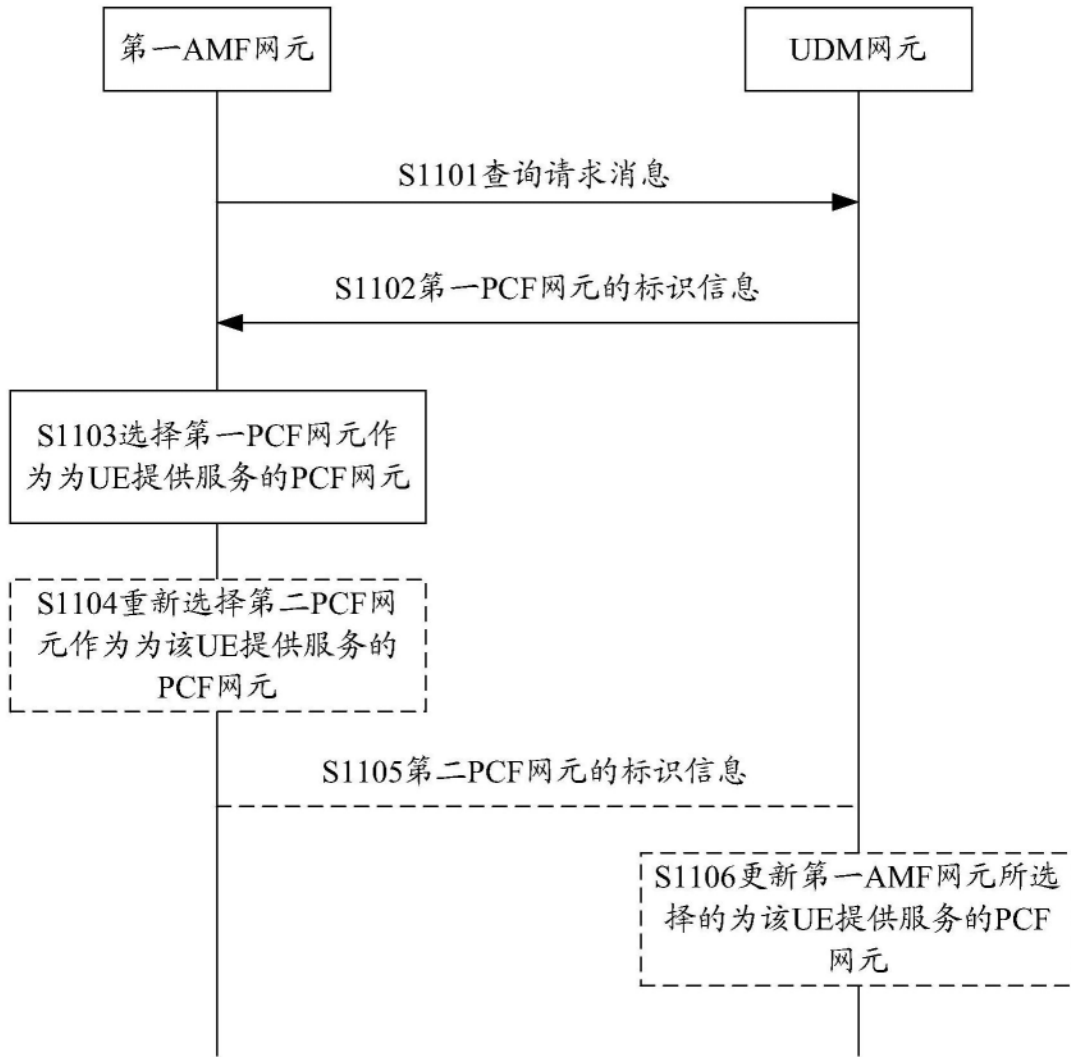 第一AMF网元
UDM网元
S1101查询请求消息
S1102第一PCF网元的标识信息
S1103选择第一PCF网元作
为为UE提供服务的PCF网元
S1104重新选择第二PCF网
元作为为该UE提供服务的
PCF网元
S1105第二PCF网元的标识信息
S1106更新第一AMF网元所选
择的为该UE提供服务的PCF
网元